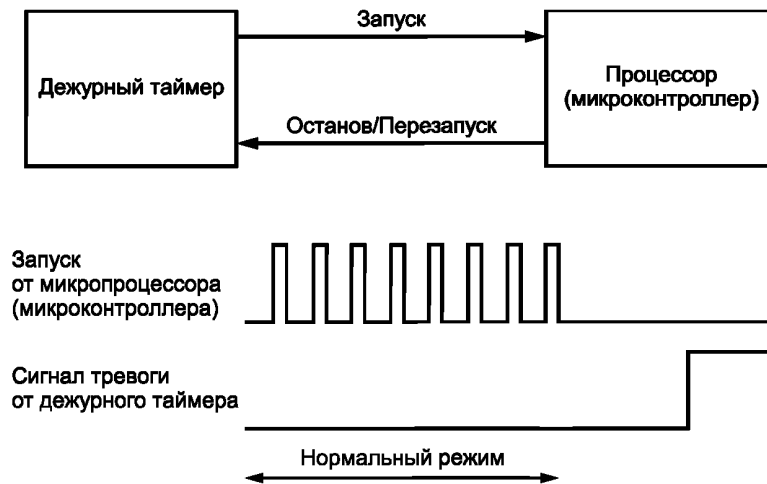 Запуск
Дежурный таймер
Процессор
(микроконтроллер)
Останов/Перезапуск
Запуск
от микропроцессора
(микроконтроллера)
Сигнал тревоги
от дежурного таймера
Нормальный режим